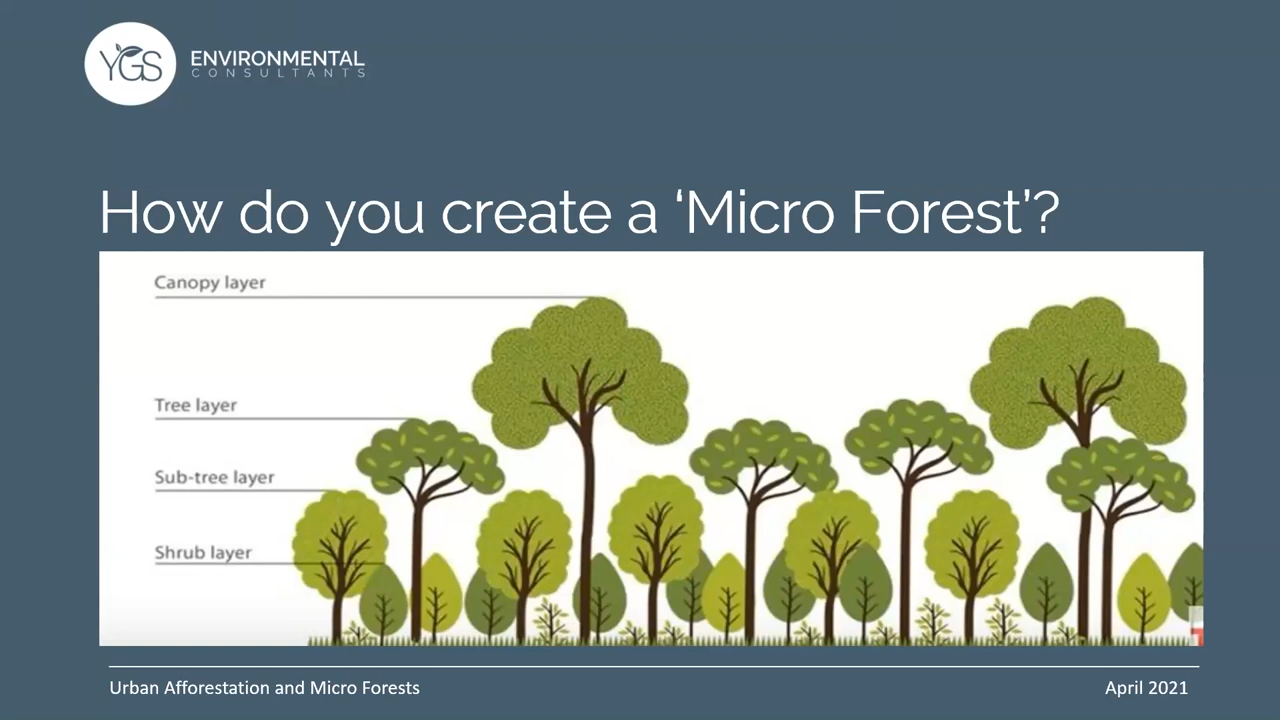 YGS
ENVIRONMENTAL
CONSULTANTS
How do you create a ‘Micro Forest’?
Canopy layer
Tree layer
Sub-tree layer
Shrub layer
Urban Afforestation and Micro Forests
April 2021